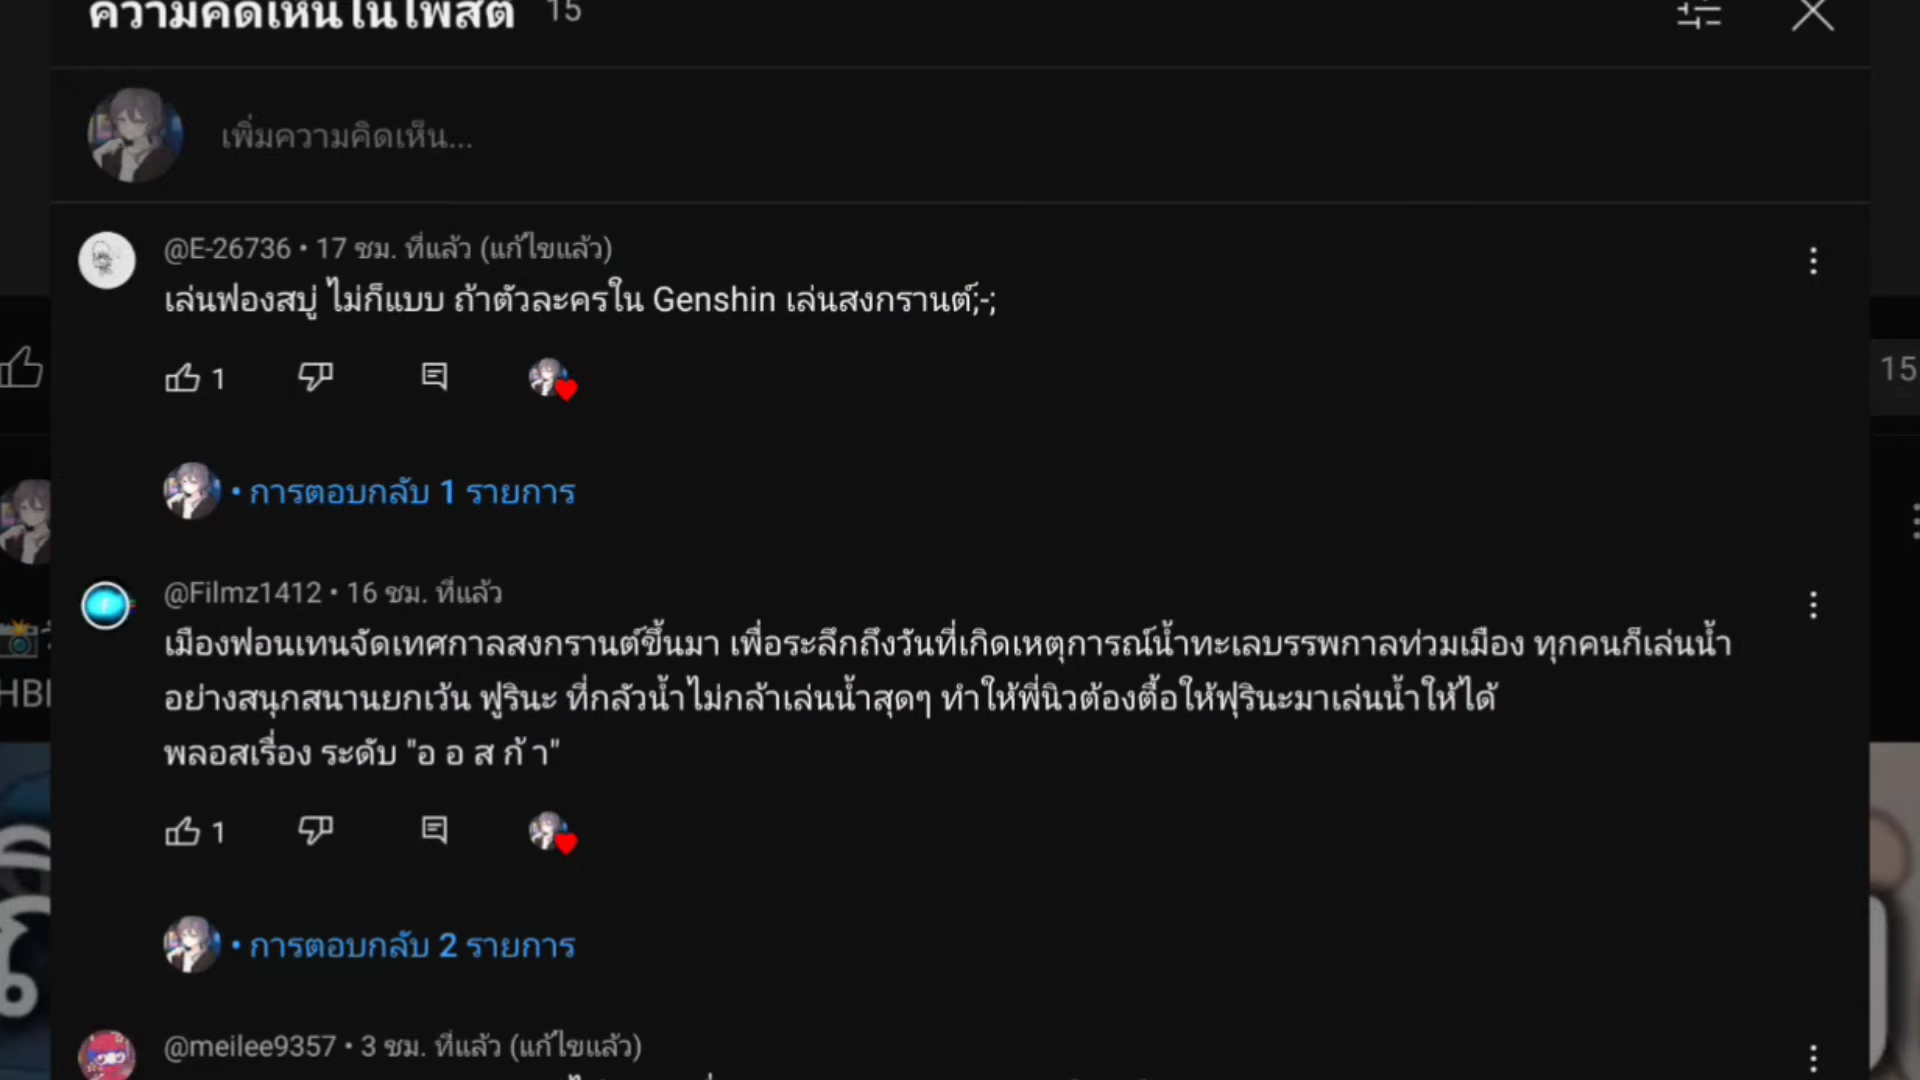 ความคิดเห็นในโพสต์ 15
เพิ่มความคิดเห็น...
@E-26736 • 17 ชม. ที่แล้ว (แก้ไขแล้ว)
เล่นฟองสบู่ ไม่ก็แบบ ถ้าตัวละครใน Genshin เล่นสงกรานต์;-;
1
15
• การตอบกลับ 1 รายการ
@Filmz1412 • 16 ชม. ที่แล้ว
เมืองฟอนเทนจัดเทศกาลสงกรานต์ขึ้นมา เพื่อระลึกถึงวันที่เกิดเหตุการณ์น้ำทะเลบรรพกาลท่วมเมือง ทุกคนก็เล่นน้ำ
อย่างสนุกสนานยกเว้น ฟูรินะ ที่กลัวน้ำไม่กล้าเล่นน้ำสุดๆ ทำให้พี่นิวต้องตื้อให้ฟุรินะมาเล่นน้ำให้ได้
พลอสเรื่อง ระดับ "อ อ ส ก้ า"
1
• การตอบกลับ 2 รายการ
@meilee9357 • 3 ชม. ที่แล้ว (แก้ไขแล้ว)